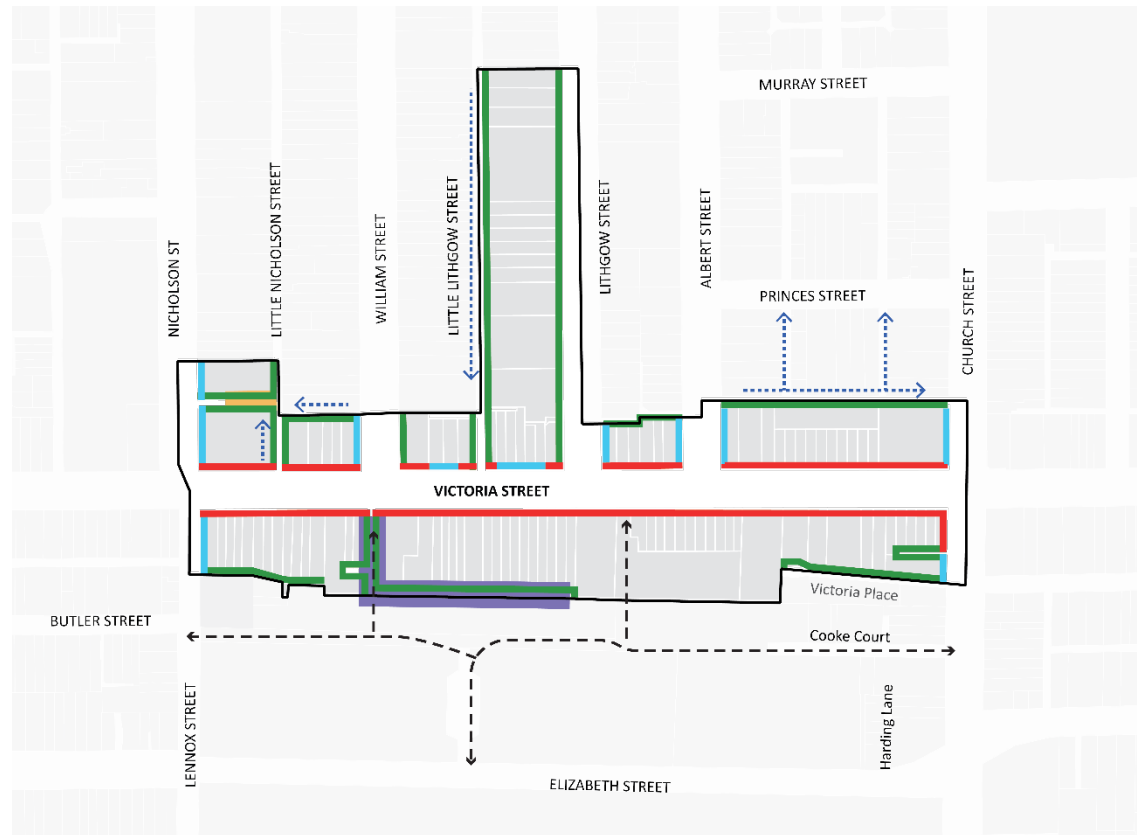 MURRAY STREET
NICHOLSON ST
LITTLE NICHOLSON STREET
WILLIAM STREET
LITTLE LITHGOW STREET
LITHGOW STREET
ALBERT STREET
PRINCES STREET
CHURCH STREET
VICTORIA STREET
Victoria Place
BUTLER STREET
Cooke Court
LENNOX STREET
Harding Lane
ELIZABETH STREET